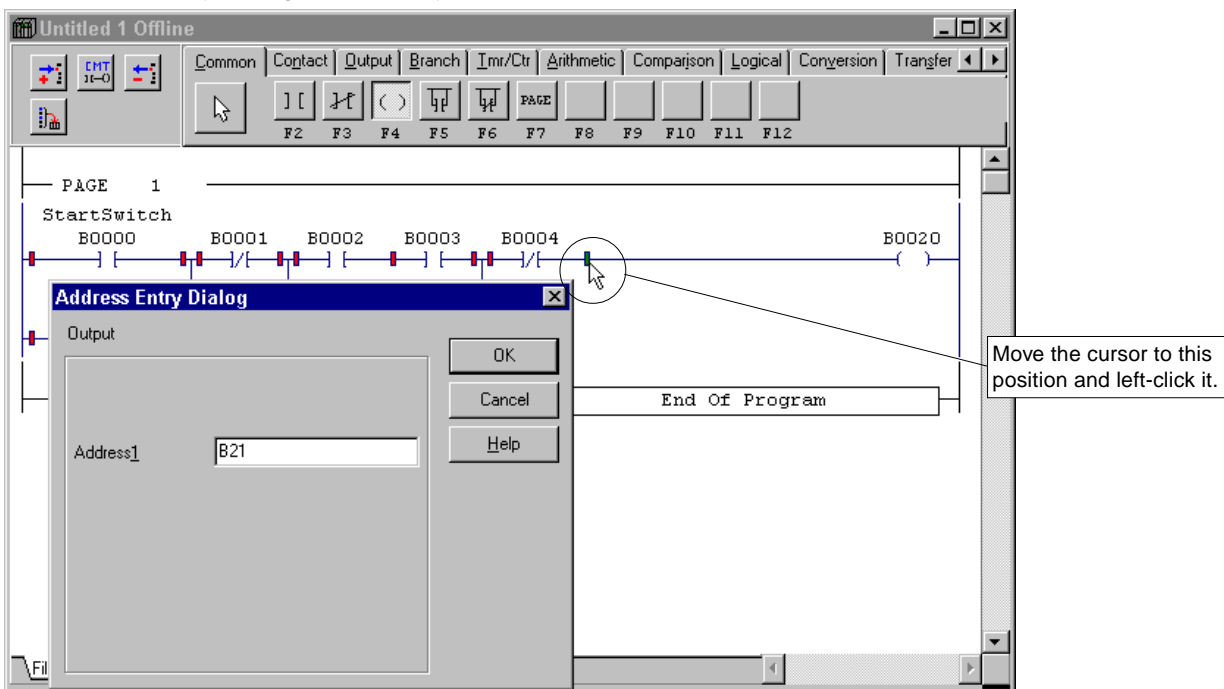 Untitled 1 Offline
Common Contact Output Branch Tmr/Ctr Arithmetic Comparison Logical Conversion Transfer
CMT
PAGE
F2 F3 F4 F5 F6 F7 F8 F9 F10 F11 F12
PAGE 1
StartSwitch
B0000 B0001 B0002 B0003 B0004 B0020
Address Entry Dialog
Output
OK
Cancel
Help
Address1 B21
Move the cursor to this
position and left-click it.
End Of Program
Fil